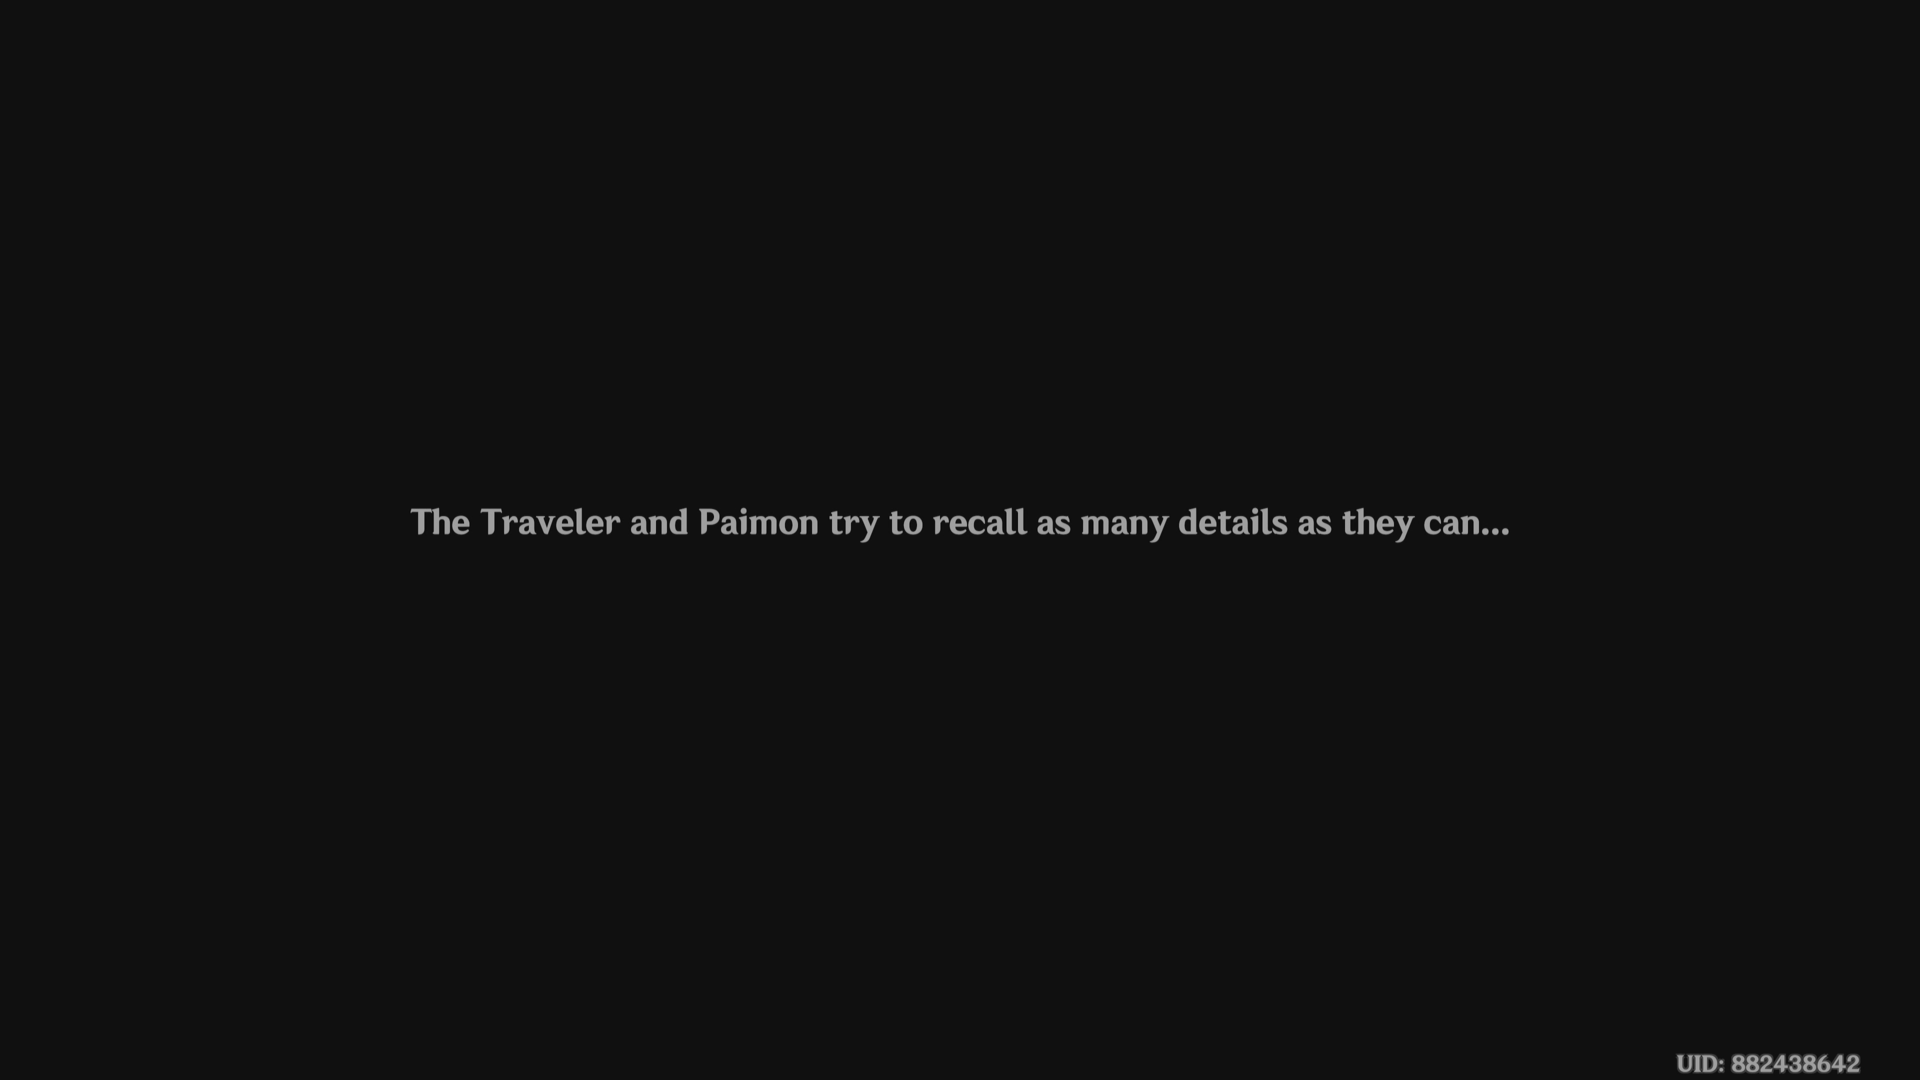 The Traveler and Paimon try to recall as many details as they can...
UID: 882438642